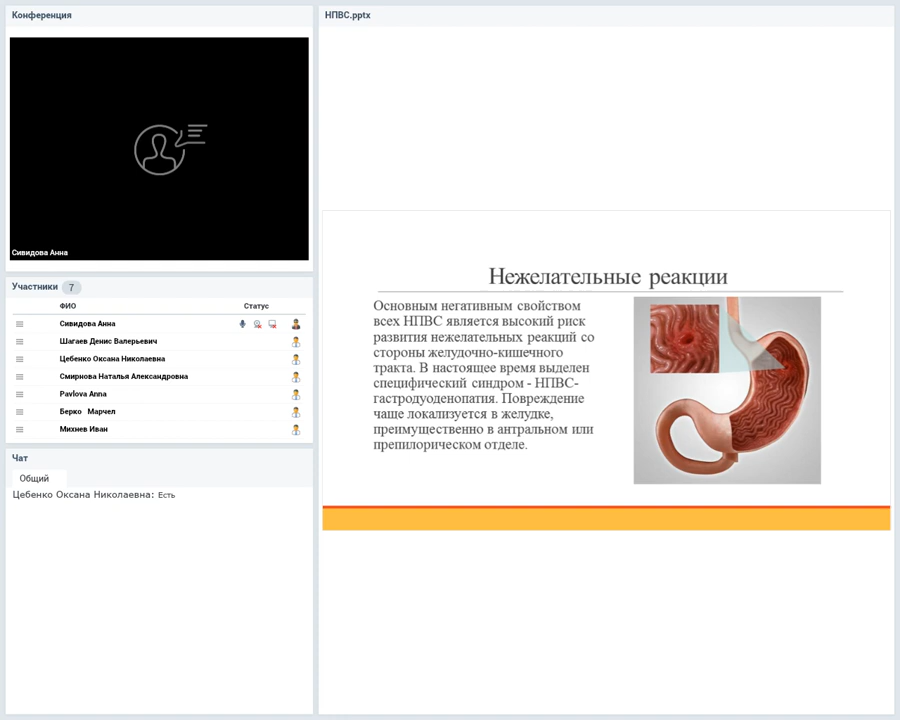 Конференция
Сивидова Анна
Участники 7
ФИО Статус
Сивидова Анна
Шагаев Денис Валерьевич
Цебенко Оксана Николаевна
Смирнова Наталья Александровна
Pavlova Anna
Берко Марчел
Михнев Иван
Чат
Общий
Цебенко Оксана Николаевна: Есть
НПВС.pptx
Нежелательные реакции
Основным негативным свойством
всех НПВС является высокий риск
развития нежелательных реакций со
стороны желудочно-кишечного
тракта. В настоящее время выделен
специфический синдром - НПВС-
гастродуоденопатия. Повреждение
чаще локализуется в желудке,
преимущественно в антральном или
препилорическом отделе.